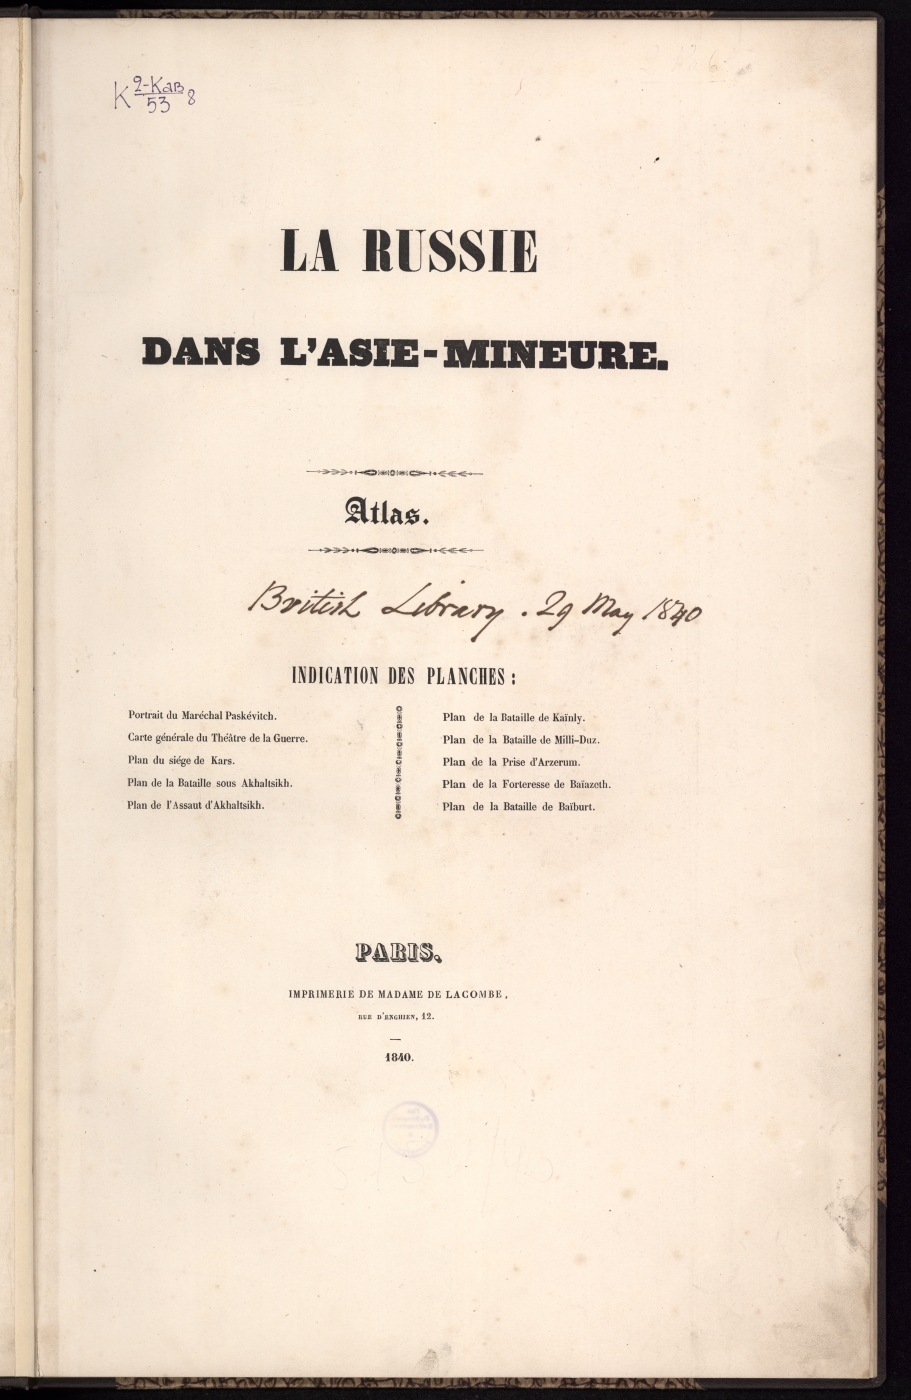 K 2-Кав 8
53
LA RUSSIE
DANS L'ASIE-MINEURE.
Atlas.
British Library . 29 May 1840
INDICATION DES PLANCHES :
Portrait du Maréchal Paskévitch.
Carte générale du Théâtre de la Guerre.
Plan du siége de Kars.
Plan de la Bataille sous Akhaltsikh.
Plan de l'Assaut d'Akhaltsikh.
Plan de la Bataille de Kaïnly.
Plan de la Bataille de Milli-Duz.
Plan de la Prise d'Arzerum.
Plan de la Forteresse de Baïazeth.
Plan de la Bataille de Baïburt.
PARIS.
IMPRIMERIE DE MADAME DE LACOMBE,
RUE D'ENGHIEN, 12.
—
1840.